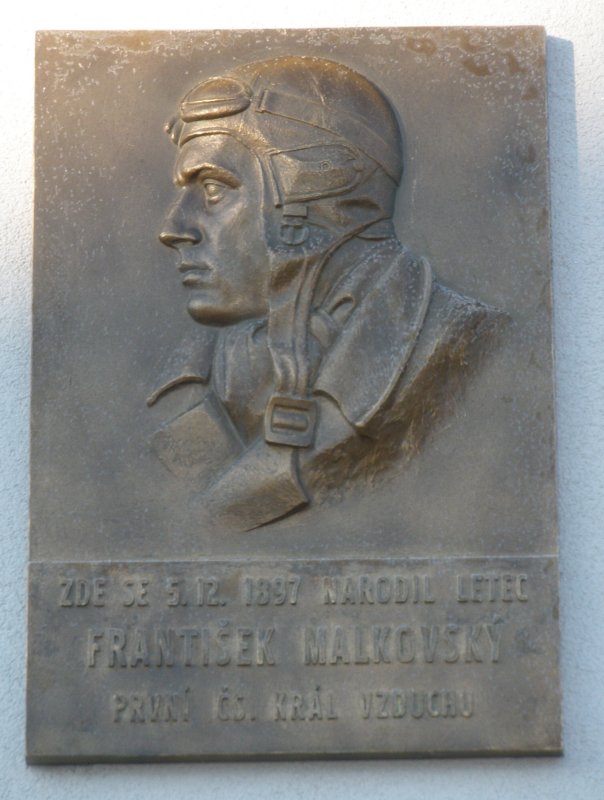 ZDE SE 5.12. 1897 NARODIL LETEC
FRANTIŠEK MALKOVSKÝ
PRVNÍ ČS. KRÁL VZDUCHU